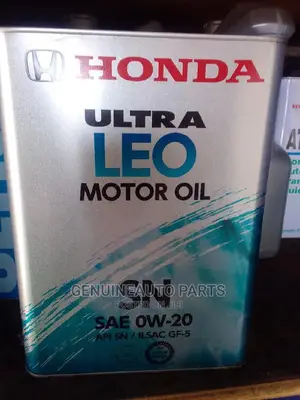 HONDA
ULTRA
LEO
MOTOR OIL
GENUINEAUTO PARTS
SN
SAE 0W-20
API SN / ILSAC GF-5